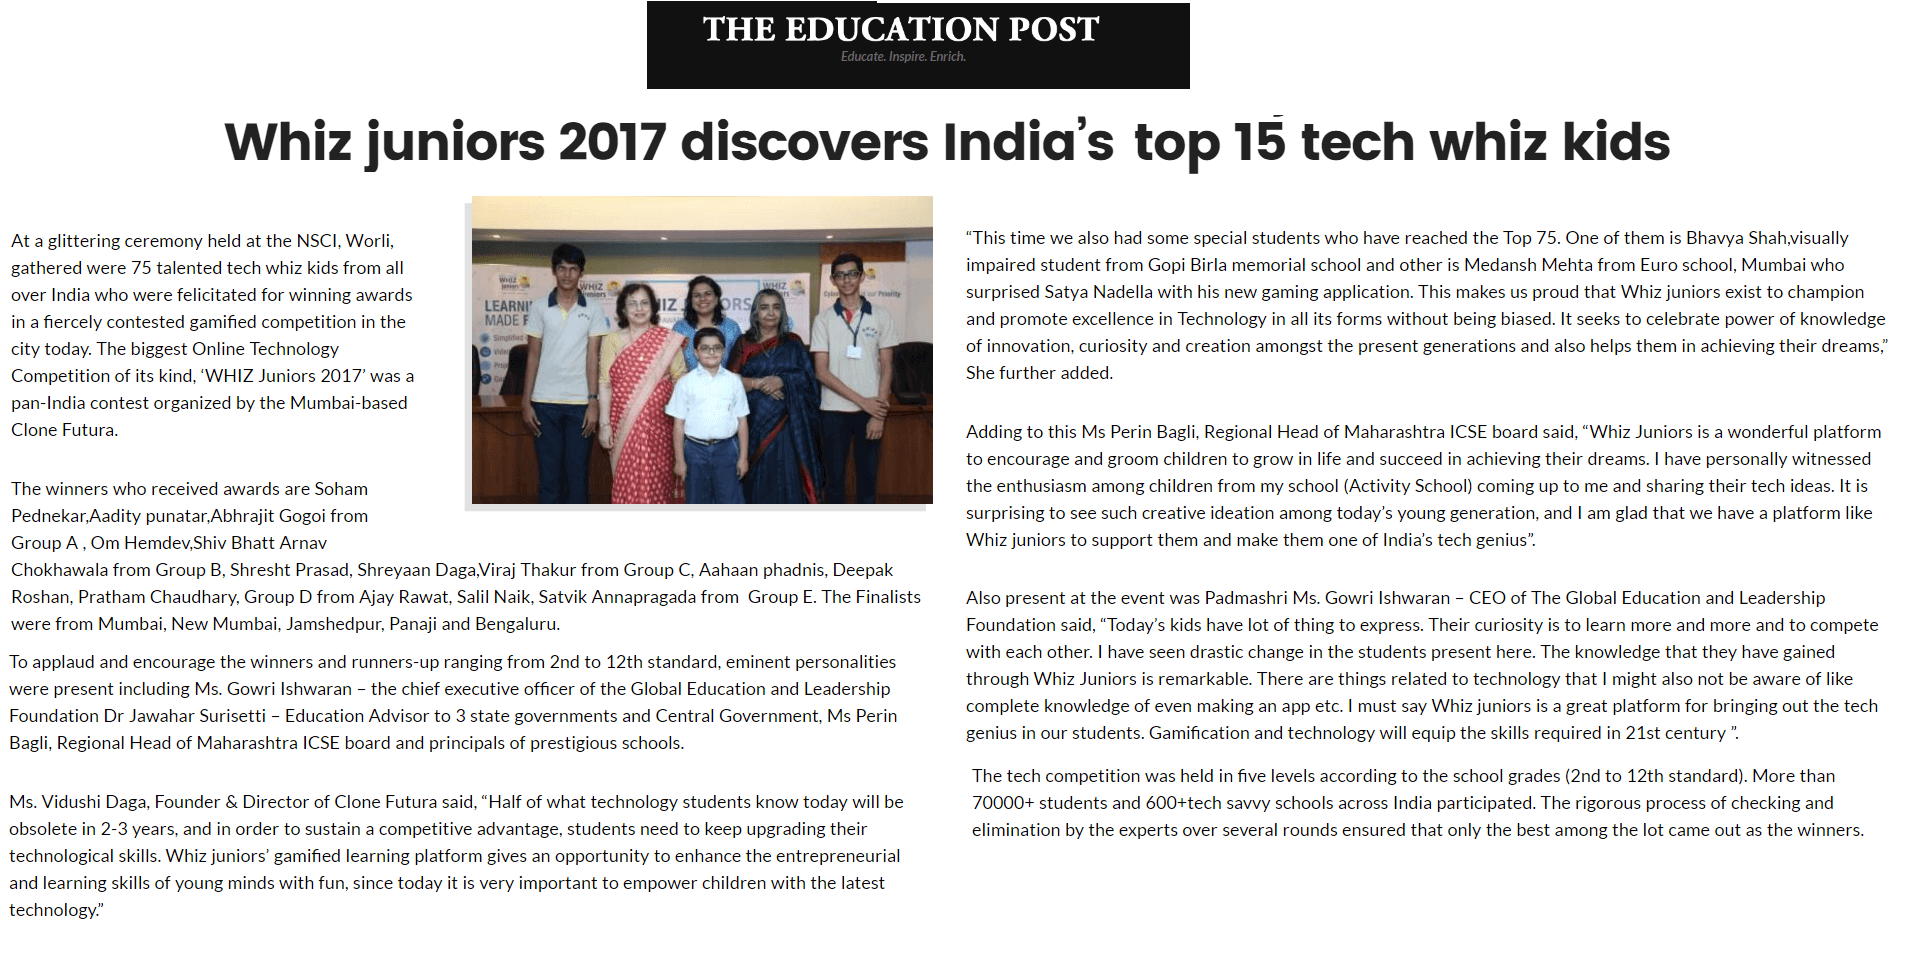 THE EDUCATION POST
Educate. Inspire. Enrich.
Whiz juniors 2017 discovers India’s top 15 tech whiz kids
At a glittering ceremony held at the NSCI, Worli,
gathered were 75 talented tech whiz kids from all
over India who were felicitated for winning awards
in a fiercely contested gamified competition in the
city today. The biggest Online Technology
Competition of its kind, ‘WHIZ Juniors 2017’ was a
pan-India contest organized by the Mumbai-based
Clone Futura.
The winners who received awards are Soham
Pednekar,Aadity punatar,Abhrajit Gogoi from
Group A , Om Hemdev,Shiv Bhatt Arnav
Chokhawala from Group B, Shresht Prasad, Shreyaan Daga,Viraj Thakur from Group C, Aahaan phadnis, Deepak
Roshan, Pratham Chaudhary, Group D from Ajay Rawat, Salil Naik, Satvik Annapragada from  Group E. The Finalists
were from Mumbai, New Mumbai, Jamshedpur, Panaji and Bengaluru.
To applaud and encourage the winners and runners-up ranging from 2nd to 12th standard, eminent personalities
were present including Ms. Gowri Ishwaran – the chief executive officer of the Global Education and Leadership
Foundation Dr Jawahar Surisetti – Education Advisor to 3 state governments and Central Government, Ms Perin
Bagli, Regional Head of Maharashtra ICSE board and principals of prestigious schools.
Ms. Vidushi Daga, Founder & Director of Clone Futura said, “Half of what technology students know today will be
obsolete in 2-3 years, and in order to sustain a competitive advantage, students need to keep upgrading their
technological skills. Whiz juniors’ gamified learning platform gives an opportunity to enhance the entrepreneurial
and learning skills of young minds with fun, since today it is very important to empower children with the latest
technology.”
WHIZ
LEARNI
MADE F
WHIZ
niors
HIZ JUNIORS
WHIZ
Priority
“This time we also had some special students who have reached the Top 75. One of them is Bhavya Shah,visually
impaired student from Gopi Birla memorial school and other is Medansh Mehta from Euro school, Mumbai who
surprised Satya Nadella with his new gaming application. This makes us proud that Whiz juniors exist to champion
and promote excellence in Technology in all its forms without being biased. It seeks to celebrate power of knowledge
of innovation, curiosity and creation amongst the present generations and also helps them in achieving their dreams,”
She further added.
Adding to this Ms Perin Bagli, Regional Head of Maharashtra ICSE board said, “Whiz Juniors is a wonderful platform
to encourage and groom children to grow in life and succeed in achieving their dreams. I have personally witnessed
the enthusiasm among children from my school (Activity School) coming up to me and sharing their tech ideas. It is
surprising to see such creative ideation among today’s young generation, and I am glad that we have a platform like
Whiz juniors to support them and make them one of India’s tech genius”.
Also present at the event was Padmashri Ms. Gowri Ishwaran – CEO of The Global Education and Leadership
Foundation said, “Today’s kids have lot of thing to express. Their curiosity is to learn more and more and to compete
with each other. I have seen drastic change in the students present here. The knowledge that they have gained
through Whiz Juniors is remarkable. There are things related to technology that I might also not be aware of like
complete knowledge of even making an app etc. I must say Whiz juniors is a great platform for bringing out the tech
genius in our students. Gamification and technology will equip the skills required in 21st century ”.
The tech competition was held in five levels according to the school grades (2nd to 12th standard). More than
70000+ students and 600+tech savvy schools across India participated. The rigorous process of checking and
elimination by the experts over several rounds ensured that only the best among the lot came out as the winners.